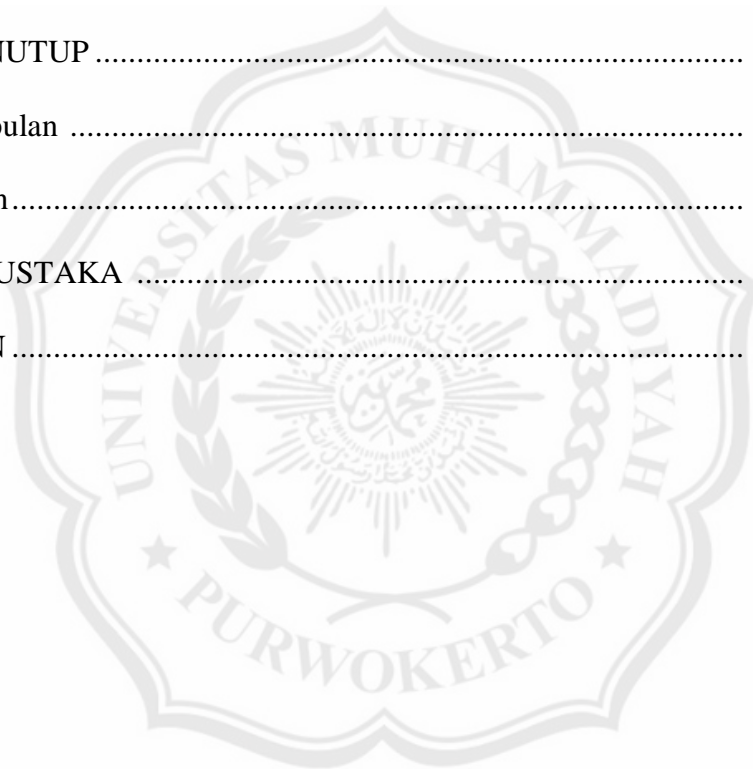 NUTUP ........................................................................
pulan ........................................................................
n ........................................................................
USTAKA ........................................................................
N ........................................................................
UNIVERSITAS MUHAMMADIYAH
PURWOKERTO